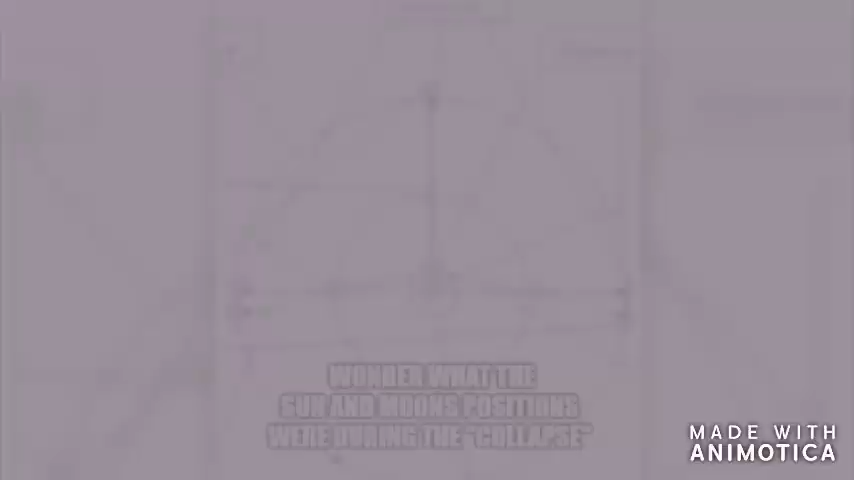 WONDER WHAT THE
SUN AND MOONS POSITIONS
WERE DURING THE "COLLAPSE"
MADE WITH
ANIMOTICA